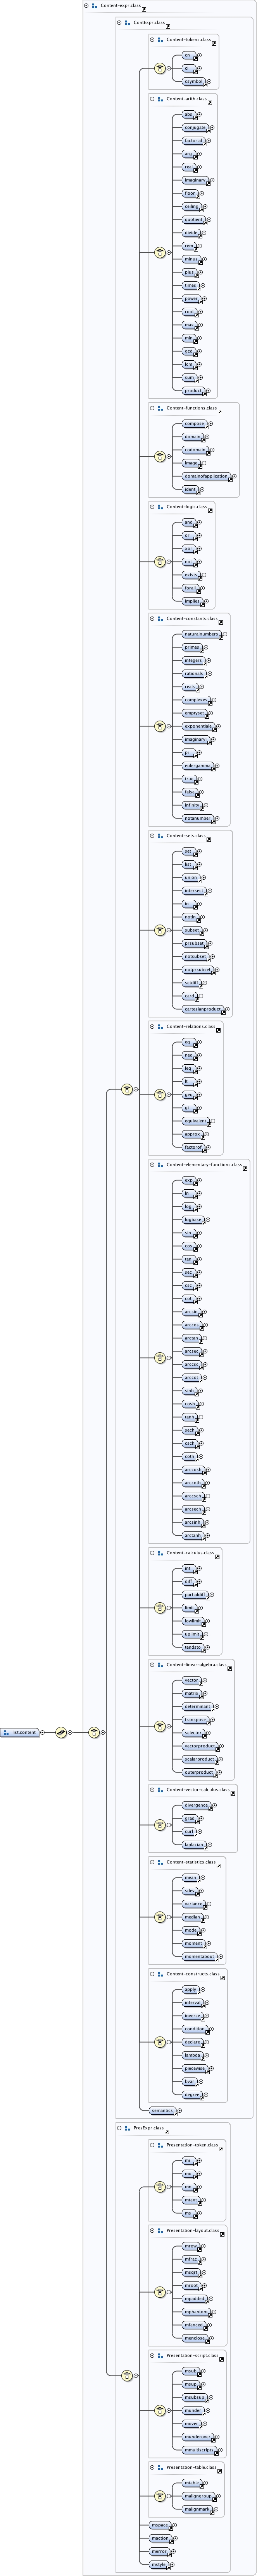 Content-expr.class
ContExpr.class
Content-tokens.class
cn
ci
csymbol
Content-arith.class
abs
conjugate
factorial
arg
real
imaginary
floor
ceiling
quotient
divide
rem
minus
plus
times
power
root
max
min
gcd
lcm
sum
product
Content-functions.class
compose
domain
codomain
image
domainofapplication
ident
Content-logic.class
and
or
xor
not
exists
forall
implies
Content-constants.class
naturalnumbers
primes
integers
rationals
reals
complexes
emptyset
exponentiale
imaginaryi
pi
eulergamma
true
false
infinity
notanumber
Content-sets.class
set
list
union
intersect
in
notin
subset
prsubset
notsubset
notprsubset
setdiff
card
cartesianproduct
Content-relations.class
eq
neq
leq
lt
geq
gt
equivalent
approx
factorof
Content-elementary-functions.class
exp
ln
log
logbase
sin
cos
tan
sec
csc
cot
arcsin
arccos
arctan
arcsec
arccsc
arccot
sinh
cosh
tanh
sech
csch
coth
arccosh
arccoth
arccsch
arcsech
arcsinh
arctanh
Content-calculus.class
int
diff
partialdiff
limit
lowlimit
uplimit
tendsto
Content-linear-algebra.class
vector
matrix
determinant
transpose
selector
vectorproduct
scalarproduct
outerproduct
list.content
Content-vector-calculus.class
divergence
grad
curl
laplacian
Content-statistics.class
mean
sdev
variance
median
mode
moment
momentabout
Content-constructs.class
apply
interval
inverse
condition
declare
lambda
piecewise
bvar
degree
semantics
PresExpr.class
Presentation-token.class
mi
mo
mn
mtext
ms
Presentation-layout.class
mrow
mfrac
msqrt
mroot
mpadded
mphantom
mfenced
menclose
Presentation-script.class
msub
msup
msubsup
munder
mover
munderover
mmultiscripts
Presentation-table.class
mtable
maligngroup
malignmark
mspace
maction
merror
mstyle